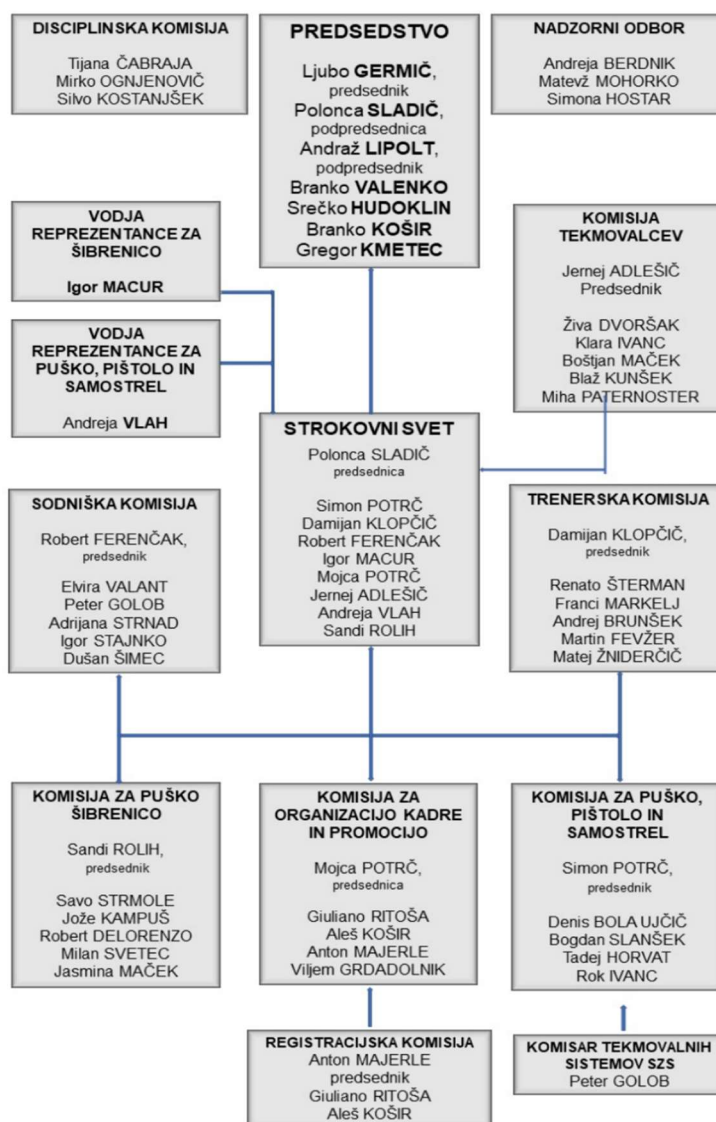 DISCIPLINSKA KOMISIJA
Tijana ČABRAJA
Mirko OGNJENOVIČ
Silvo KOSTANJŠEK
PREDSEDSTVO
Ljubo GERMIČ,
predsednik
Polonca SLADIČ,
podpredsednica
Andraž LIPOLT,
podpredsednik
Branko VALENKO
Srečko HUDOKLIN
Branko KOŠIR
Gregor KMETEC
NADZORNI ODBOR
Andreja BERDNIK
Matevž MOHORKO
Simona HOSTAR
VODJA
REPREZENTANCE ZA
ŠIBRENICO
Igor MACUR
VODJA
REPREZENTANCE ZA
PUŠKO, PIŠTOLO IN
SAMOSTREL
Andreja VLAH
KOMISIJA
TEKMOVALCEV
Jernej ADLEŠIČ
Predsednik
Živa DVORŠAK
Klara IVANC
Boštjan MAČEK
Blaž KUNŠEK
Miha PATERNOSTER
STROKOVNI SVET
Polonca SLADIČ
predsednica
Simon POTRČ
Damijan KLOPČIČ
Robert FERENČAK
Igor MACUR
Mojca POTRČ
Jernej ADLEŠIČ
Andreja VLAH
Sandi ROLIH
SODNIŠKA KOMISIJA
Robert FERENČAK,
predsednik
Elvira VALANT
Peter GOLOB
Adrijana STRNAD
Igor STAJNKO
Dušan ŠIMEC
TRENERSKA KOMISIJA
Damijan KLOPČIČ,
predsednik
Renato ŠTERMAN
Franci MARKELJ
Andrej BRUNŠEK
Martin FEVŽER
Matej ŽNIDERČIČ
KOMISIJA ZA PUŠKO
ŠIBRENICO
Sandi ROLIH,
predsednik
Savo STRMOLE
Jože KAMPUŠ
Robert DELORENZO
Milan SVETEC
Jasmina MAČEK
KOMISIJA ZA
ORGANIZACIJO KADRE
IN PROMOCIJO
Mojca POTRČ,
predsednica
Giuliano RITOŠA
Aleš KOŠIR
Anton MAJERLE
Viljem GRDADOLNIK
KOMISIJA ZA PUŠKO,
PIŠTOLO IN
SAMOSTREL
Simon POTRČ,
predsednik
Denis BOLA UJČIČ
Bogdan SLANŠEK
Tadej HORVAT
Rok IVANC
REGISTRACIJSKA KOMISIJA
Anton MAJERLE
predsednik
Giuliano RITOŠA
Aleš KOŠIR
KOMISAR TEKMOVALNIH
SISTEMOV SZS
Peter GOLOB